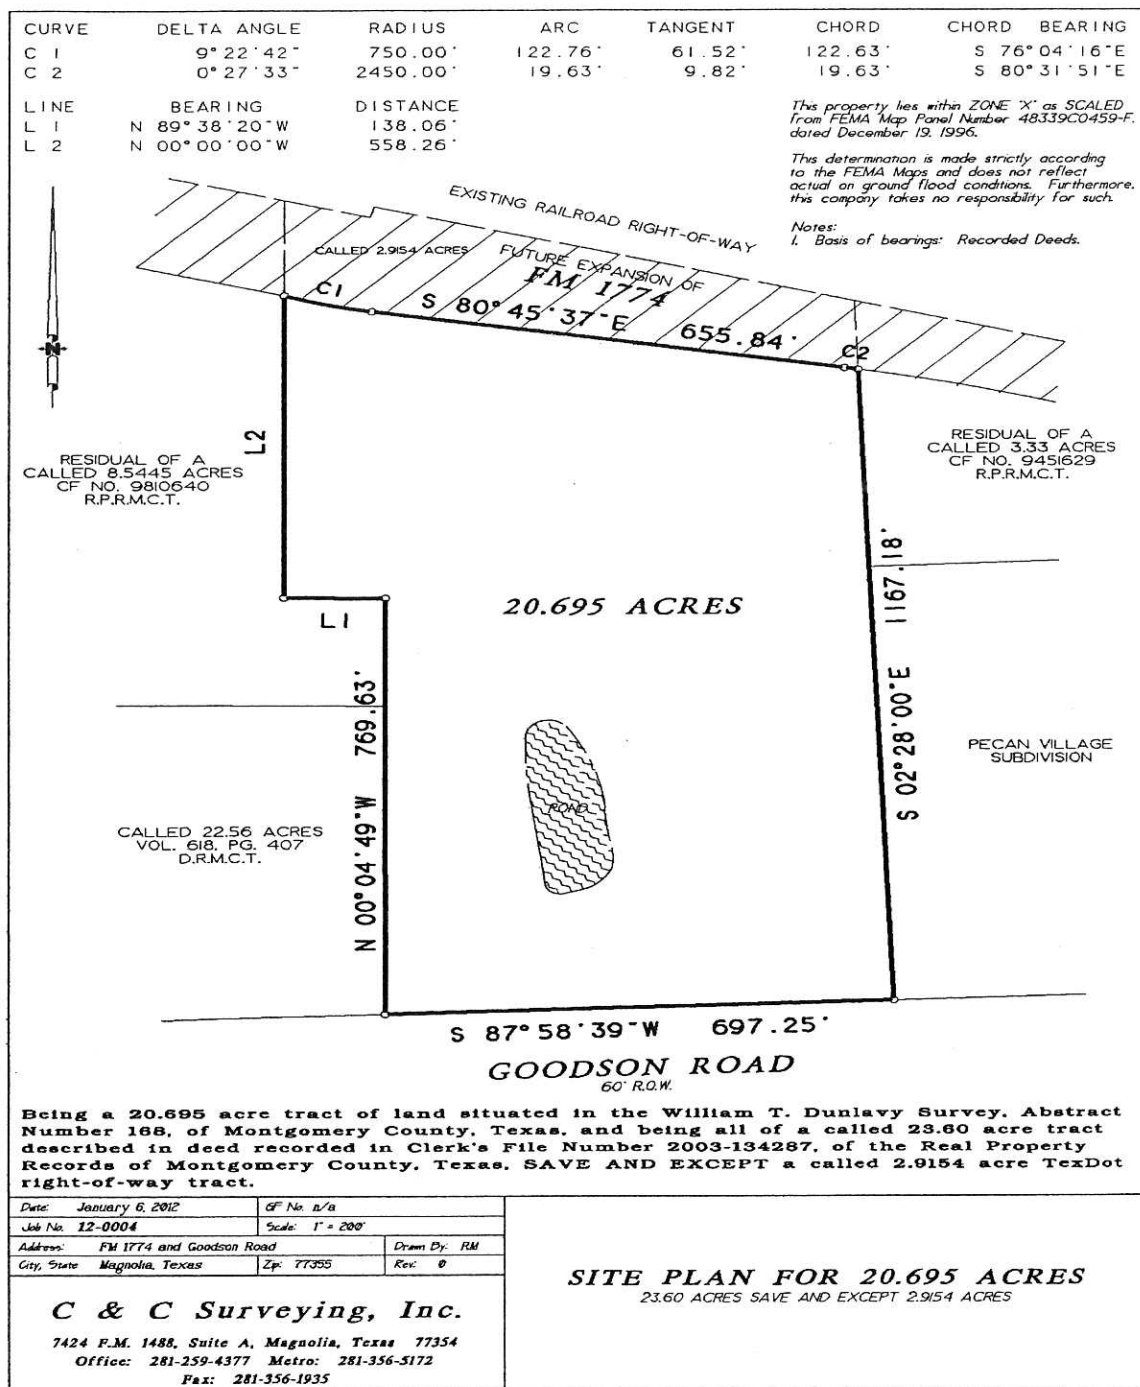 CURVE DELTA ANGLE RADIUS ARC TANGENT CHORD CHORD BEARING
C 1 9°22'42" 750.00' 122.76' 61.52' 122.63' S 76°04'16"E
C 2 0°27'33" 2450.00' 19.63' 9.82' 19.63' S 80°31'51"E
LINE BEARING DISTANCE
L 1 N 89°38'20"W 138.06'
L 2 N 00°00'00"W 558.26'
This property lies within ZONE "X" as SCALED
from FEMA Map Panel Number 48339C0459-F,
dated December 19, 1996.
This determination is made strictly according
to the FEMA Maps and does not reflect
actual on ground flood conditions. Furthermore,
this company takes no responsibility for such.
Notes:
1. Basis of bearings: Recorded Deeds.
EXISTING RAILROAD RIGHT-OF-WAY
CALLED 2.9154 ACRES
FUTURE EXPANSION OF
FM 1774
C1
S 80°45'37"E 655.84'
C2
N
L2
RESIDUAL OF A
CALLED 8.5445 ACRES
CF NO. 9810640
R.P.R.M.C.T.
RESIDUAL OF A
CALLED 3.33 ACRES
CF NO. 9451629
R.P.R.M.C.T.
20.695 ACRES
L1
S 02°28'00"E 1167.18'
N 00°04'49"W 769.63'
PECAN VILLAGE
SUBDIVISION
POND
CALLED 22.56 ACRES
VOL. 618, PG. 407
D.R.M.C.T.
S 87°58'39"W 697.25'
GOODSON ROAD
60' R.O.W.
Being a 20.695 acre tract of land situated in the William T. Dunlavy Survey, Abstract
Number 168, of Montgomery County, Texas, and being all of a called 23.60 acre tract
described in deed recorded in Clerk's File Number 2003-134287, of the Real Property
Records of Montgomery County, Texas, SAVE AND EXCEPT a called 2.9154 acre TexDot
right-of-way tract.
Date: January 6, 2012 GF No. n/a
Job No. 12-0004 Scale: 1" = 200'
Address: FM 1774 and Goodson Road Drawn By: RM
City, State Magnolia, Texas Zip: 77355 Rev: 0
C & C Surveying, Inc.
7424 F.M. 1488, Suite A, Magnolia, Texas 77354
Office: 281-259-4377 Metro: 281-356-5172
Fax: 281-356-1935
SITE PLAN FOR 20.695 ACRES
23.60 ACRES SAVE AND EXCEPT 2.9154 ACRES